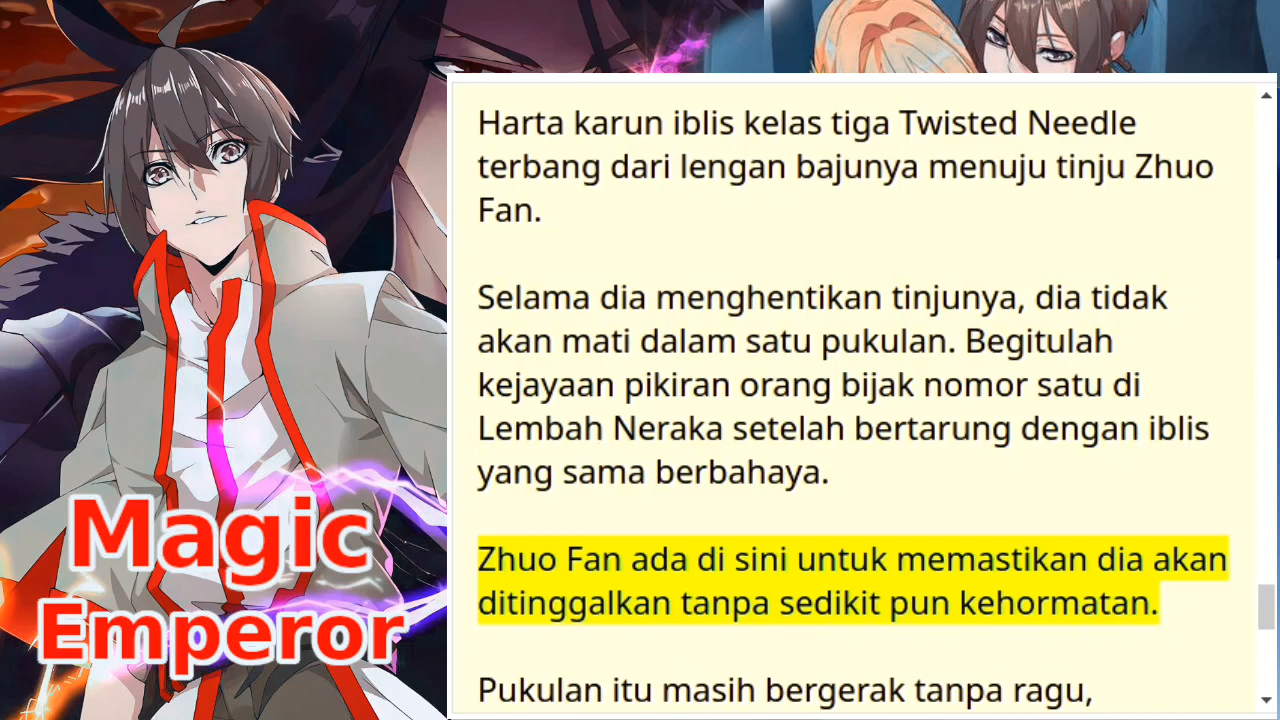 Magic
Emperor
Harta karun iblis kelas tiga Twisted Needle
terbang dari lengan bajunya menuju tinju Zhuo
Fan.
Selama dia menghentikan tinjunya, dia tidak
akan mati dalam satu pukulan. Begitulah
kejayaan pikiran orang bijak nomor satu di
Lembah Neraka setelah bertarung dengan iblis
yang sama berbahaya.
Zhuo Fan ada di sini untuk memastikan dia akan
ditinggalkan tanpa sedikit pun kehormatan.
Pukulan itu masih bergerak tanpa ragu,